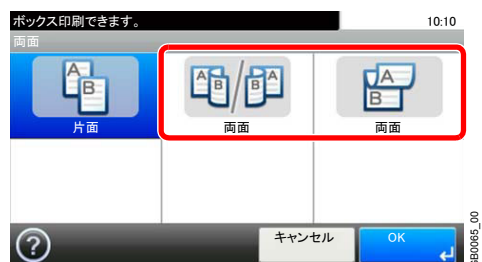 ボックス印刷できます。 10:10
両面
A B
A B / B A
A B
片面 両面 両面
? キャンセル OK
GB0065_00